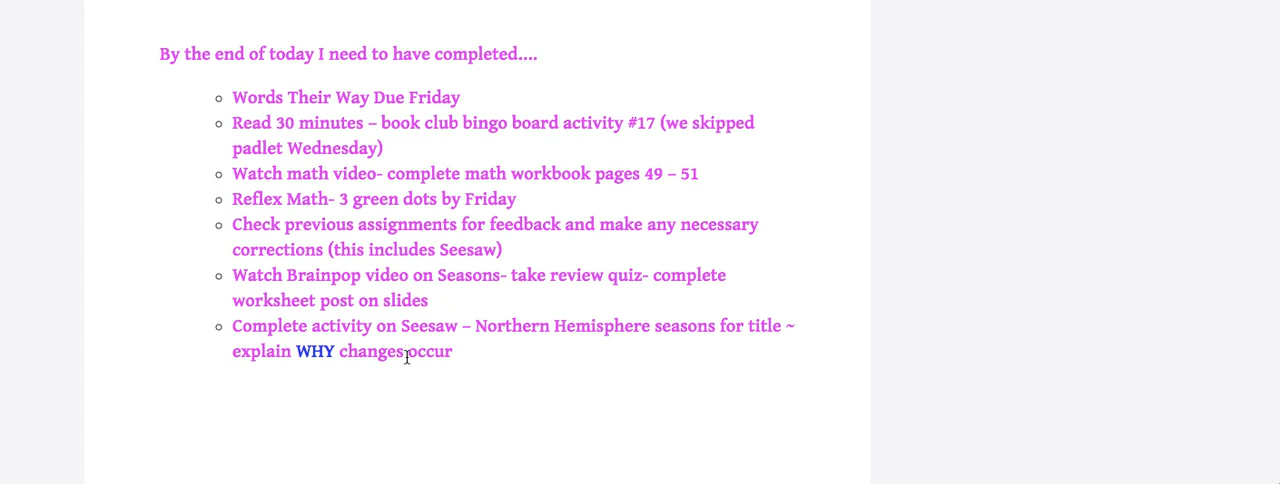 By the end of today I need to have completed....
Words Their Way Due Friday
Read 30 minutes – book club bingo board activity #17 (we skipped
padlet Wednesday)
Watch math video- complete math workbook pages 49 – 51
Reflex Math- 3 green dots by Friday
Check previous assignments for feedback and make any necessary
corrections (this includes Seesaw)
Watch Brainpop video on Seasons- take review quiz- complete
worksheet post on slides
Complete activity on Seesaw – Northern Hemisphere seasons for title ~
explain WHY changes occur